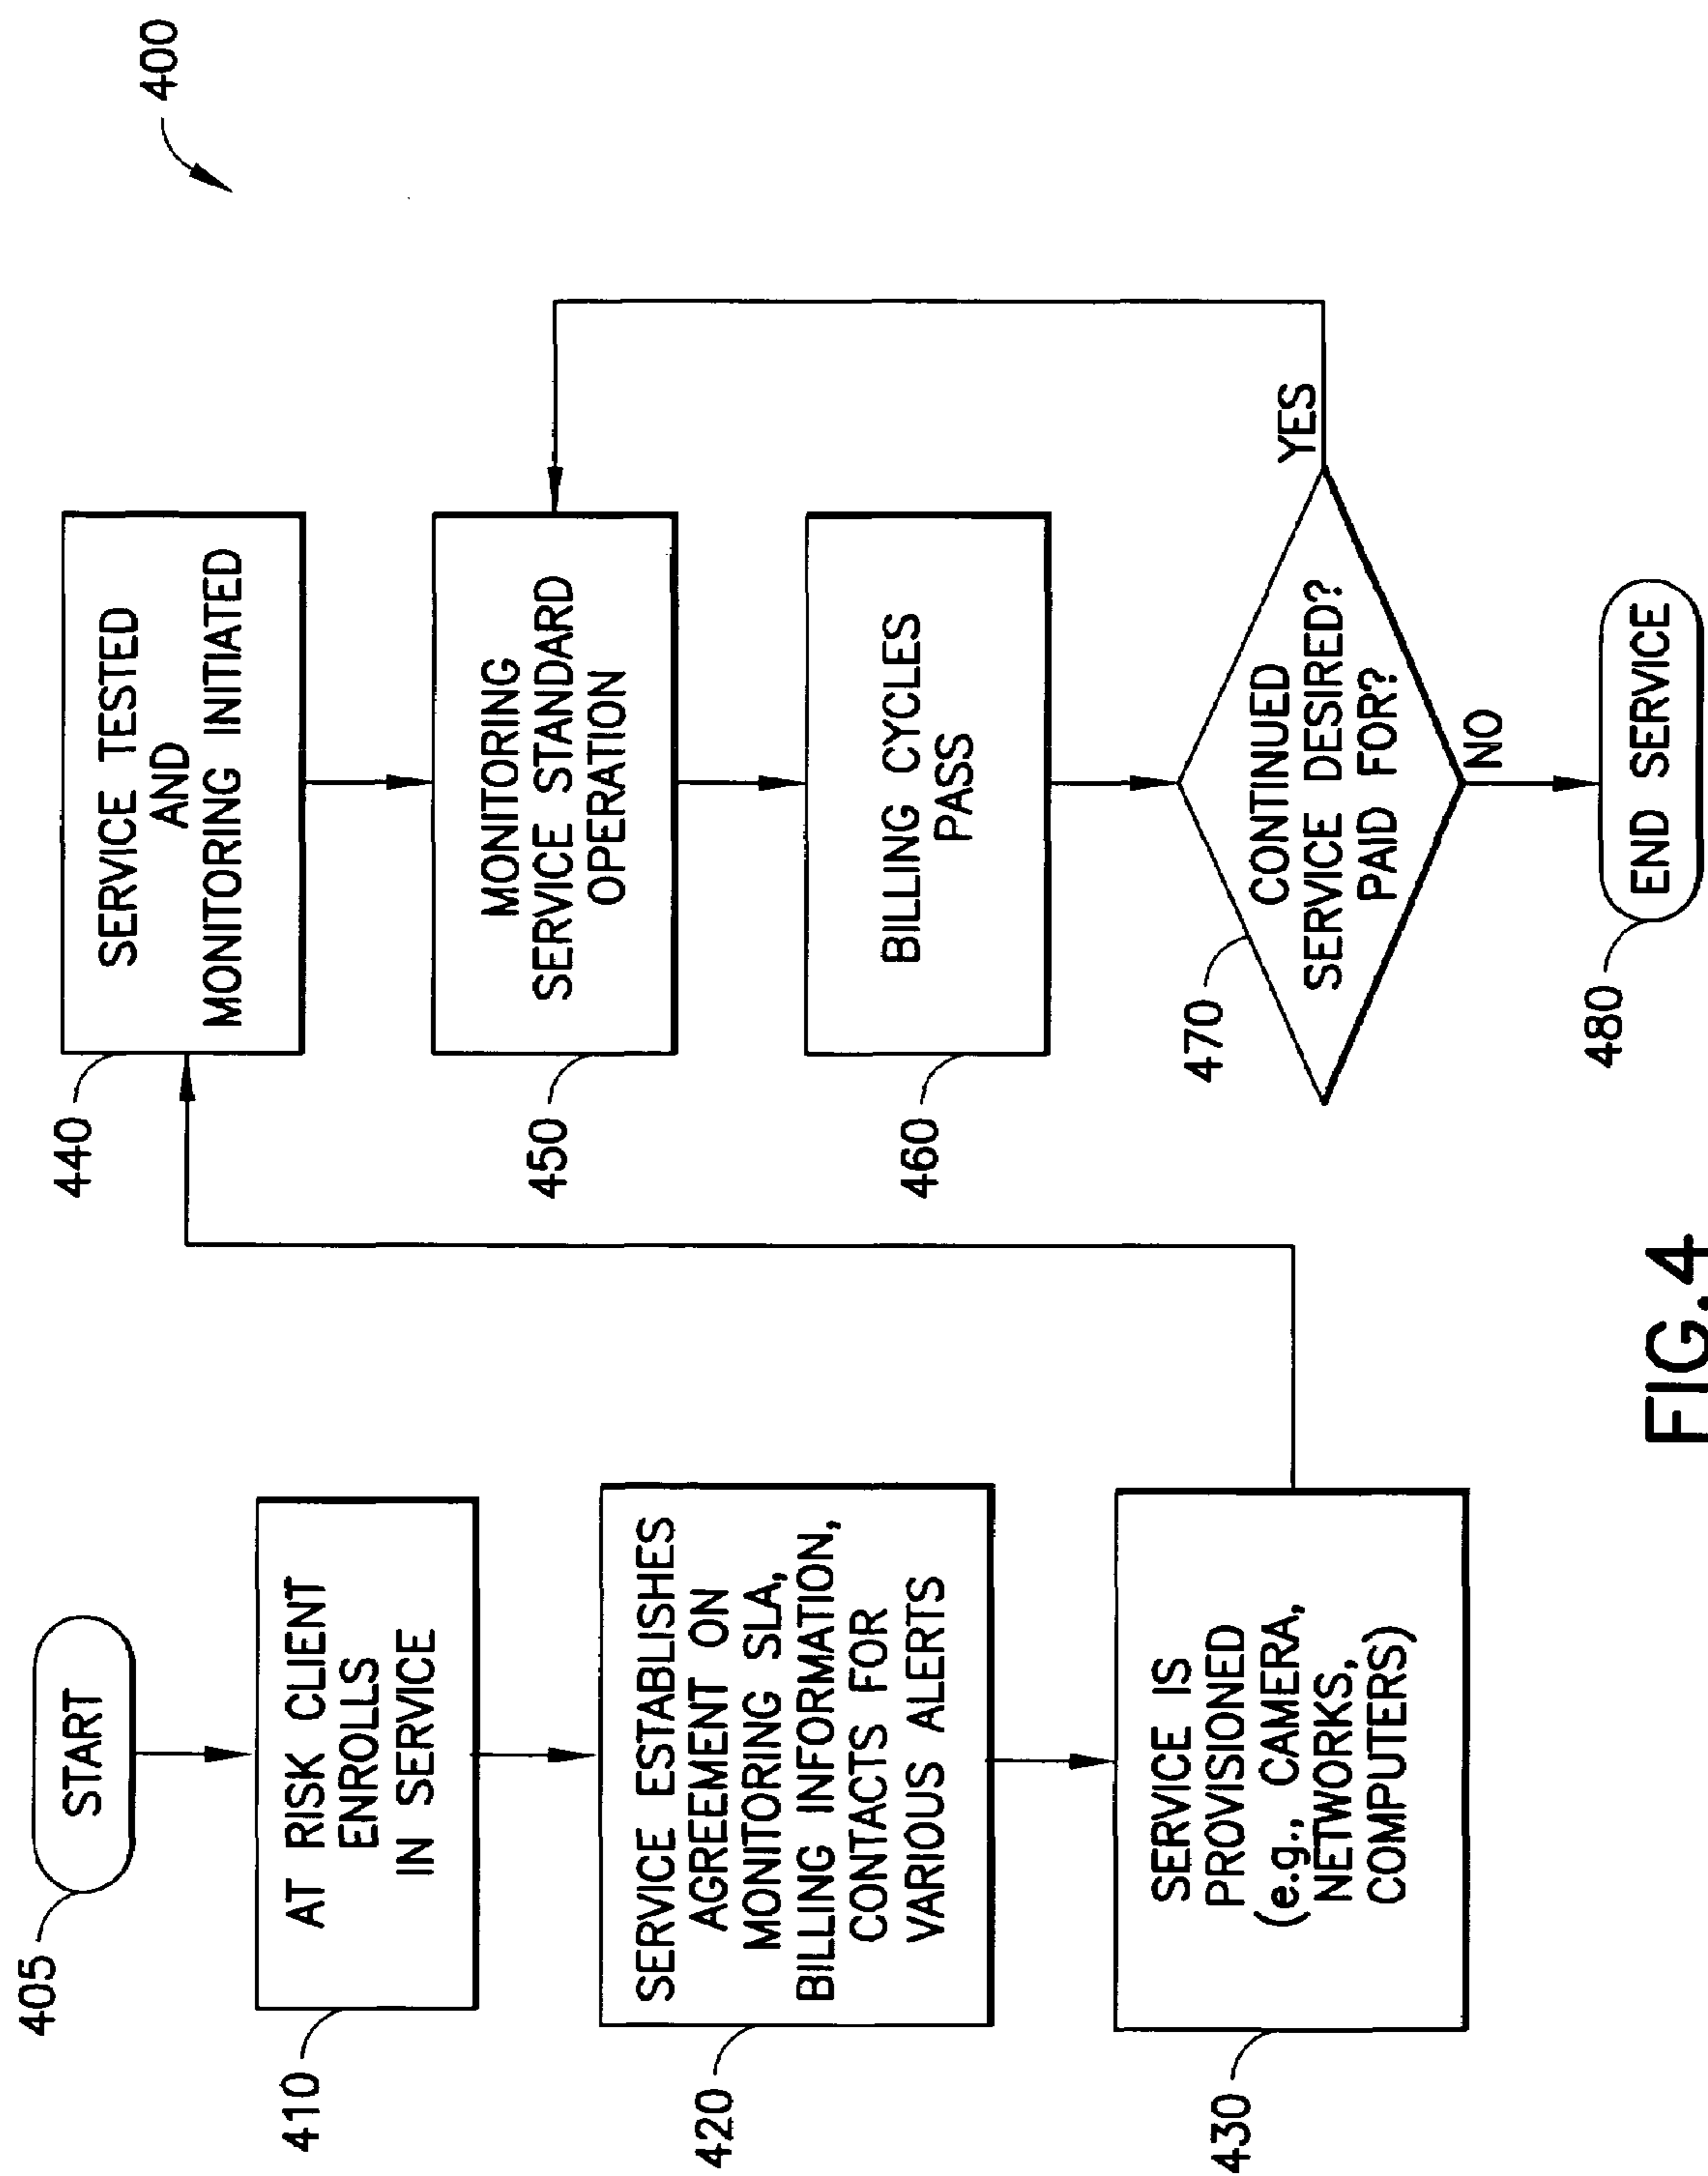 400
405
START
410
AT RISK CLIENT
ENROLLS
IN SERVICE
420
SERVICE ESTABLISHES
AGREEMENT ON
MONITORING SLA,
BILLING INFORMATION,
CONTACTS FOR
VARIOUS ALERTS
430
SERVICE IS
PROVISIONED
(e.g., CAMERA,
NETWORKS,
COMPUTERS)
440
SERVICE TESTED
AND
MONITORING INITIATED
450
MONITORING
SERVICE STANDARD
OPERATION
460
BILLING CYCLES
PASS
470
CONTINUED
SERVICE DESIRED?
PAID FOR?
YES
NO
480
END SERVICE
FIG.4